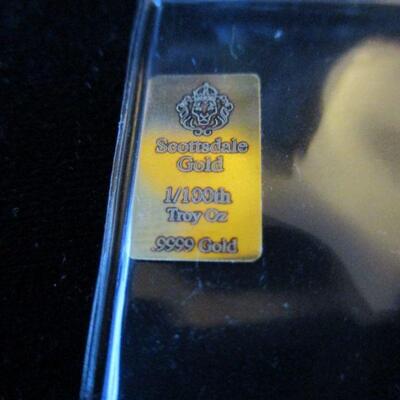 Scottsdale
Gold
1/100th
Troy Oz
.9999 Gold